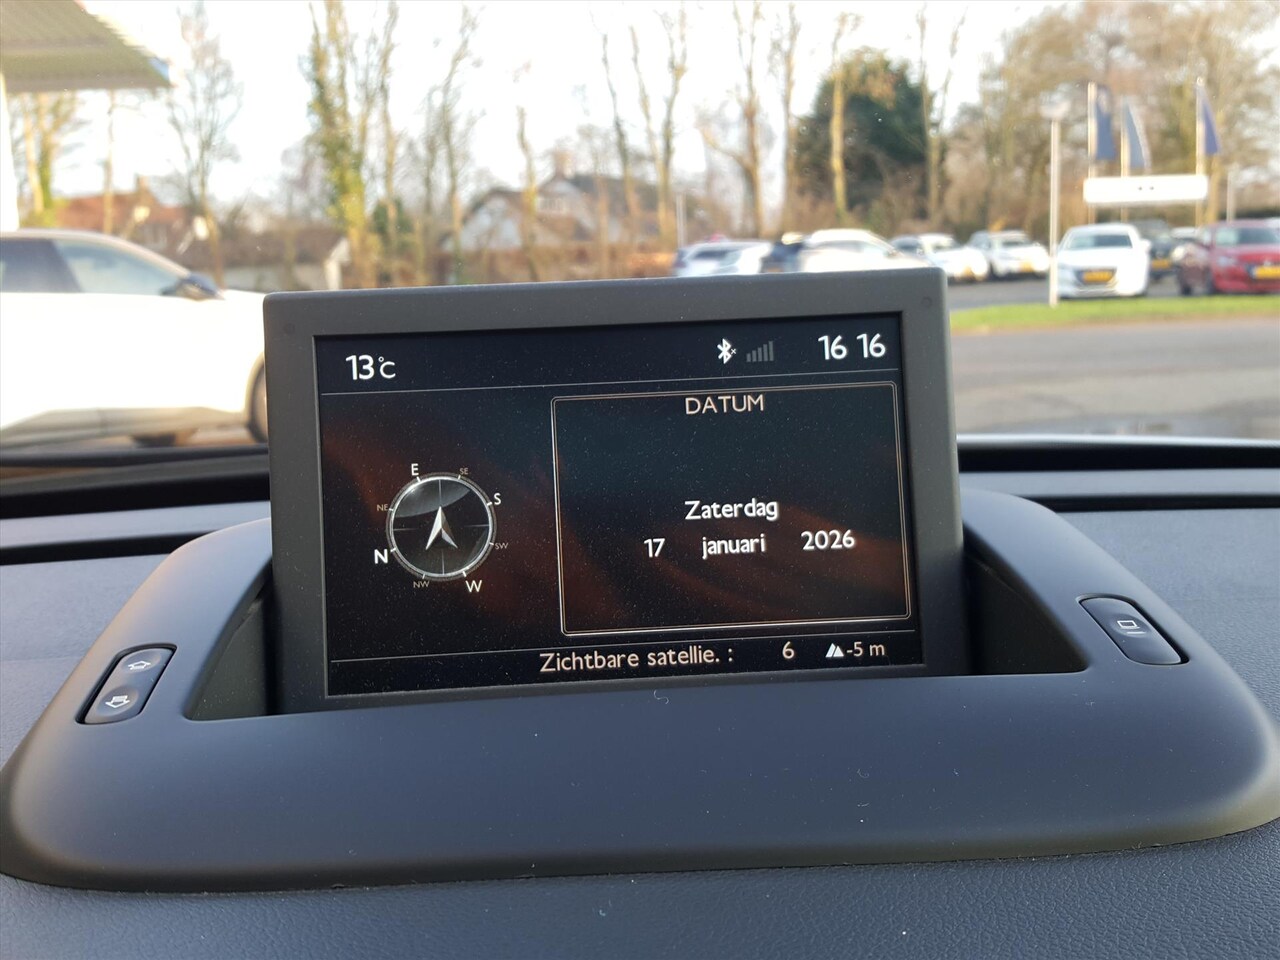 13°C 16 16
DATUM
E SE
NE S
Zaterdag
17 januari 2026
N SW
NW W
Zichtbare satellie. : 6 -5 m